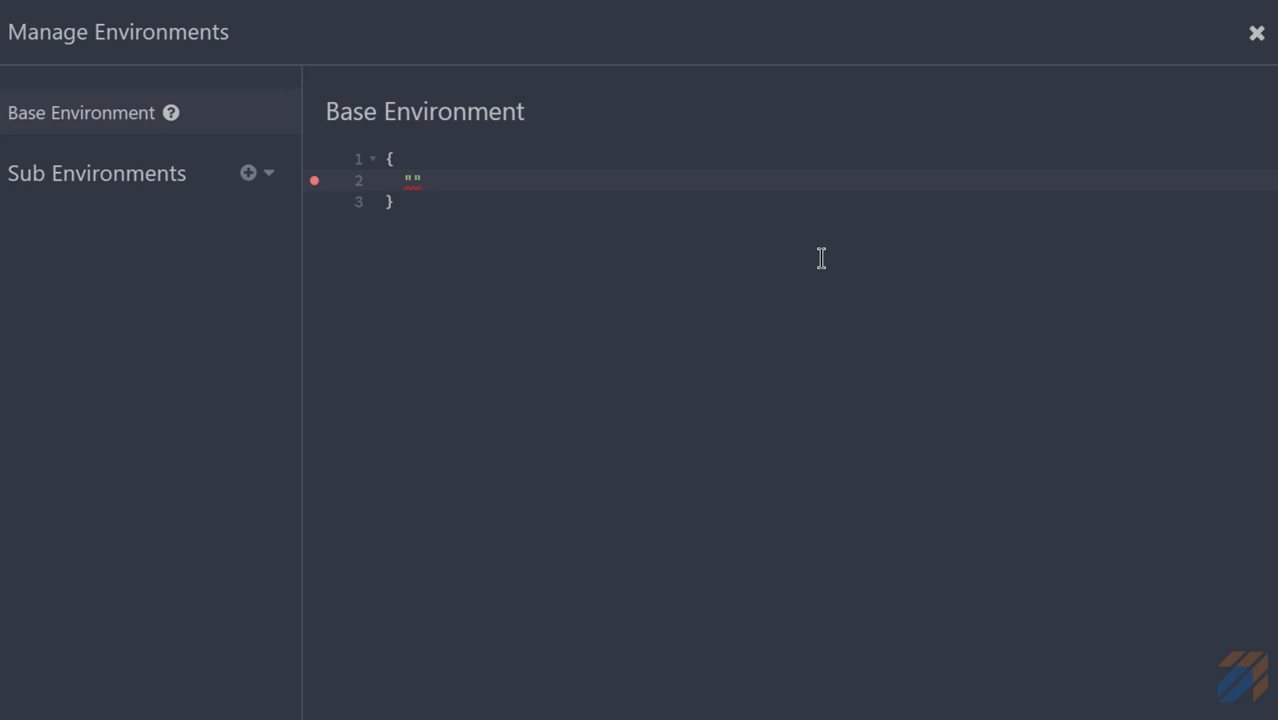 Manage Environments
Base Environment
Sub Environments
Base Environment
1 {
2 ""
3 }